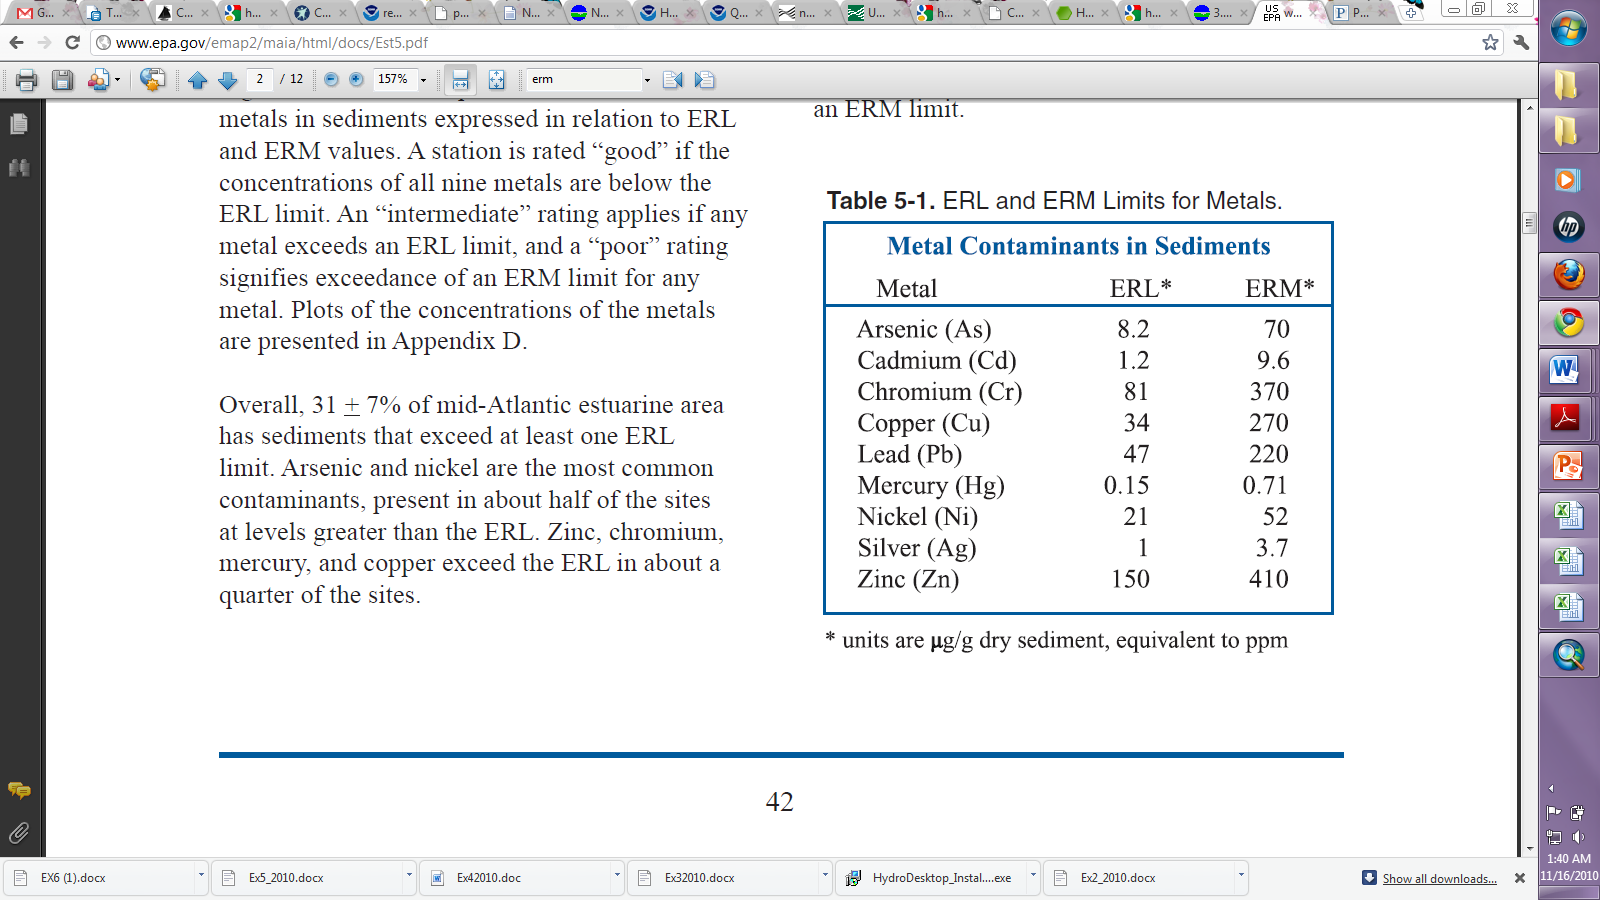 G...
T...
C...
h...
C...
re...
p...
N...
N...
H...
Q...
n...
U...
h...
C...
H...
h...
3....
US EPA w...
P...
www.epa.gov/emap2/maia/html/docs/Est5.pdf
2 / 12
157%
erm
metals in sediments expressed in relation to ERL
and ERM values. A station is rated “good” if the
concentrations of all nine metals are below the
ERL limit. An “intermediate” rating applies if any
metal exceeds an ERL limit, and a “poor” rating
signifies exceedance of an ERM limit for any
metal. Plots of the concentrations of the metals
are presented in Appendix D.
Overall, 31 ± 7% of mid-Atlantic estuarine area
has sediments that exceed at least one ERL
limit. Arsenic and nickel are the most common
contaminants, present in about half of the sites
at levels greater than the ERL. Zinc, chromium,
mercury, and copper exceed the ERL in about a
quarter of the sites.
an ERM limit.
Table 5-1. ERL and ERM Limits for Metals.
Metal Contaminants in Sediments
Metal ERL* ERM*
Arsenic (As) 8.2 70
Cadmium (Cd) 1.2 9.6
Chromium (Cr) 81 370
Copper (Cu) 34 270
Lead (Pb) 47 220
Mercury (Hg) 0.15 0.71
Nickel (Ni) 21 52
Silver (Ag) 1 3.7
Zinc (Zn) 150 410
* units are µg/g dry sediment, equivalent to ppm
42
EX6 (1).docx
Ex5_2010.docx
Ex42010.doc
Ex32010.docx
HydroDesktop_Instal....exe
Ex2_2010.docx
Show all downloads...
hp
1:40 AM
11/16/2010